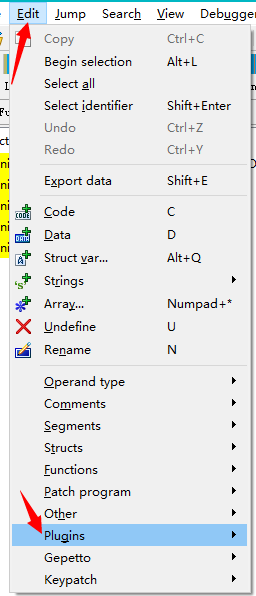 Edit Jump Search View Debugger
Copy Ctrl+C
Begin selection Alt+L
Select all
Select identifier Shift+Enter
Undo Ctrl+Z
Redo Ctrl+Y
Export data Shift+E
Code C
Data D
Struct var... Alt+Q
Strings
Array... Numpad+*
Undefine U
Rename N
Operand type
Comments
Segments
Structs
Functions
Patch program
Other
Plugins
Gepetto
Keypatch